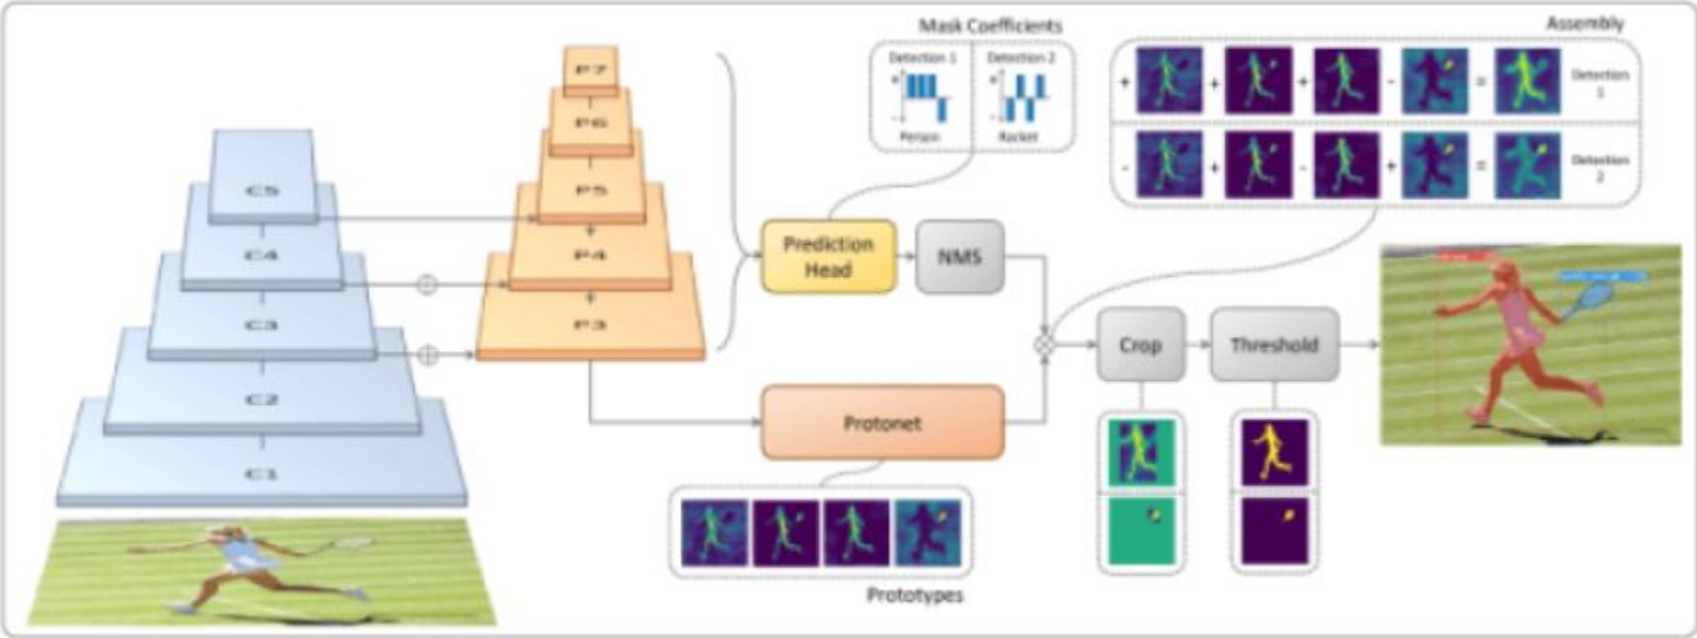 Mask Coefficients
Assembly
Detection 1
Detection 2
+
-
+
-
Person
Racket
+ + + - = Detection 1
- + - + = Detection 2
P7
P6
P5
P4
P3
C5
C4
C3
C2
C1
Prediction
Head
NMS
Crop
Threshold
Protonet
Prototypes